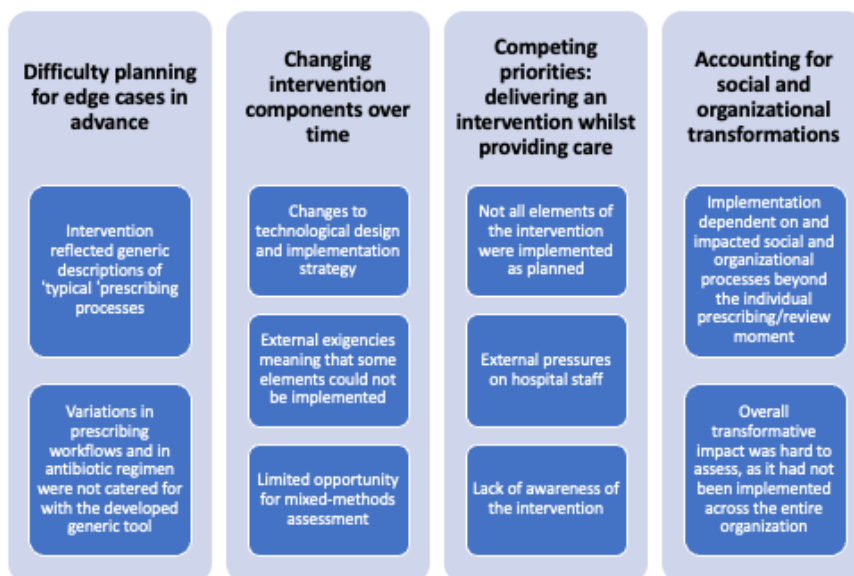 Difficulty planning
for edge cases in
advance
Intervention
reflected generic
descriptions of
'typical 'prescribing
processes
Variations in
prescribing
workflows and in
antibiotic regimen
were not catered for
with the developed
generic tool
Changing
intervention
components over
time
Changes to
technological design
and implementation
strategy
External exigencies
meaning that some
elements could not
be implemented
Limited opportunity
for mixed-methods
assessment
Competing
priorities:
delivering an
intervention whilst
providing care
Not all elements of
the intervention
were implemented
as planned
External pressures
on hospital staff
Lack of awareness of
the intervention
Accounting for
social and
organizational
transformations
Implementation
dependent on and
impacted social and
organizational
processes beyond
the individual
prescribing/review
moment
Overall
transformative
impact was hard to
assess, as it had not
been implemented
across the entire
organization